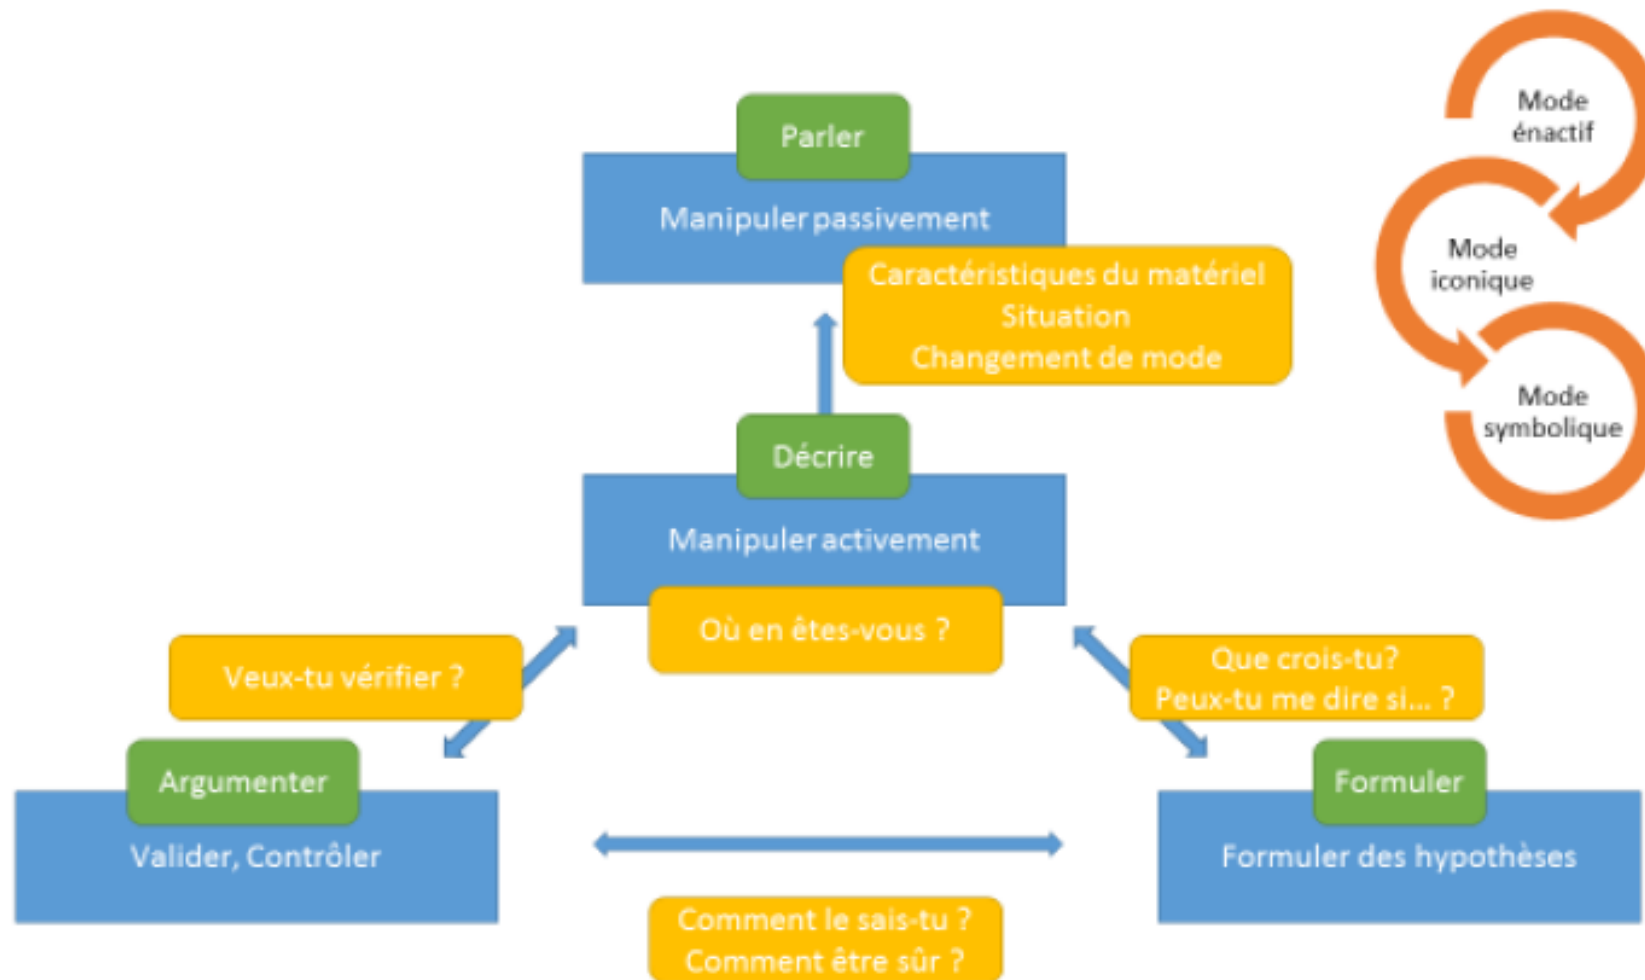 Parler
Manipuler passivement
Caractéristiques du matériel
Situation
Changement de mode
Mode
énactif
Mode
iconique
Mode
symbolique
Décrire
Manipuler activement
Où en êtes-vous ?
Veux-tu vérifier ?
Que crois-tu?
Peux-tu me dire si... ?
Argumenter
Valider, Contrôler
Formuler
Formuler des hypothèses
Comment le sais-tu ?
Comment être sûr ?